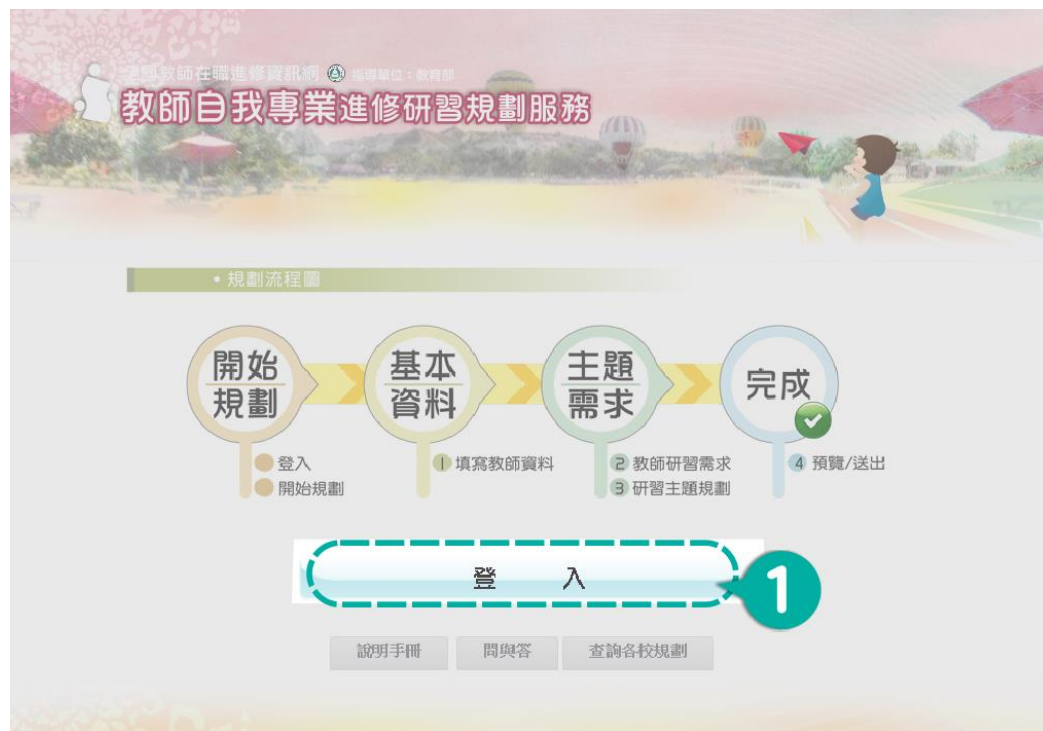 全國教師在職進修資訊網 指導單位:教育部
教師自我專業進修研習規劃服務
•規劃流程圖
開始
規劃
基本
資料
主題
需求
完成
登入
開始規劃
1 填寫教師資料
2 教師研習需求
3 研習主題規劃
4 預覽/送出
登 入
1
說明手冊 問與答 查詢各校規劃